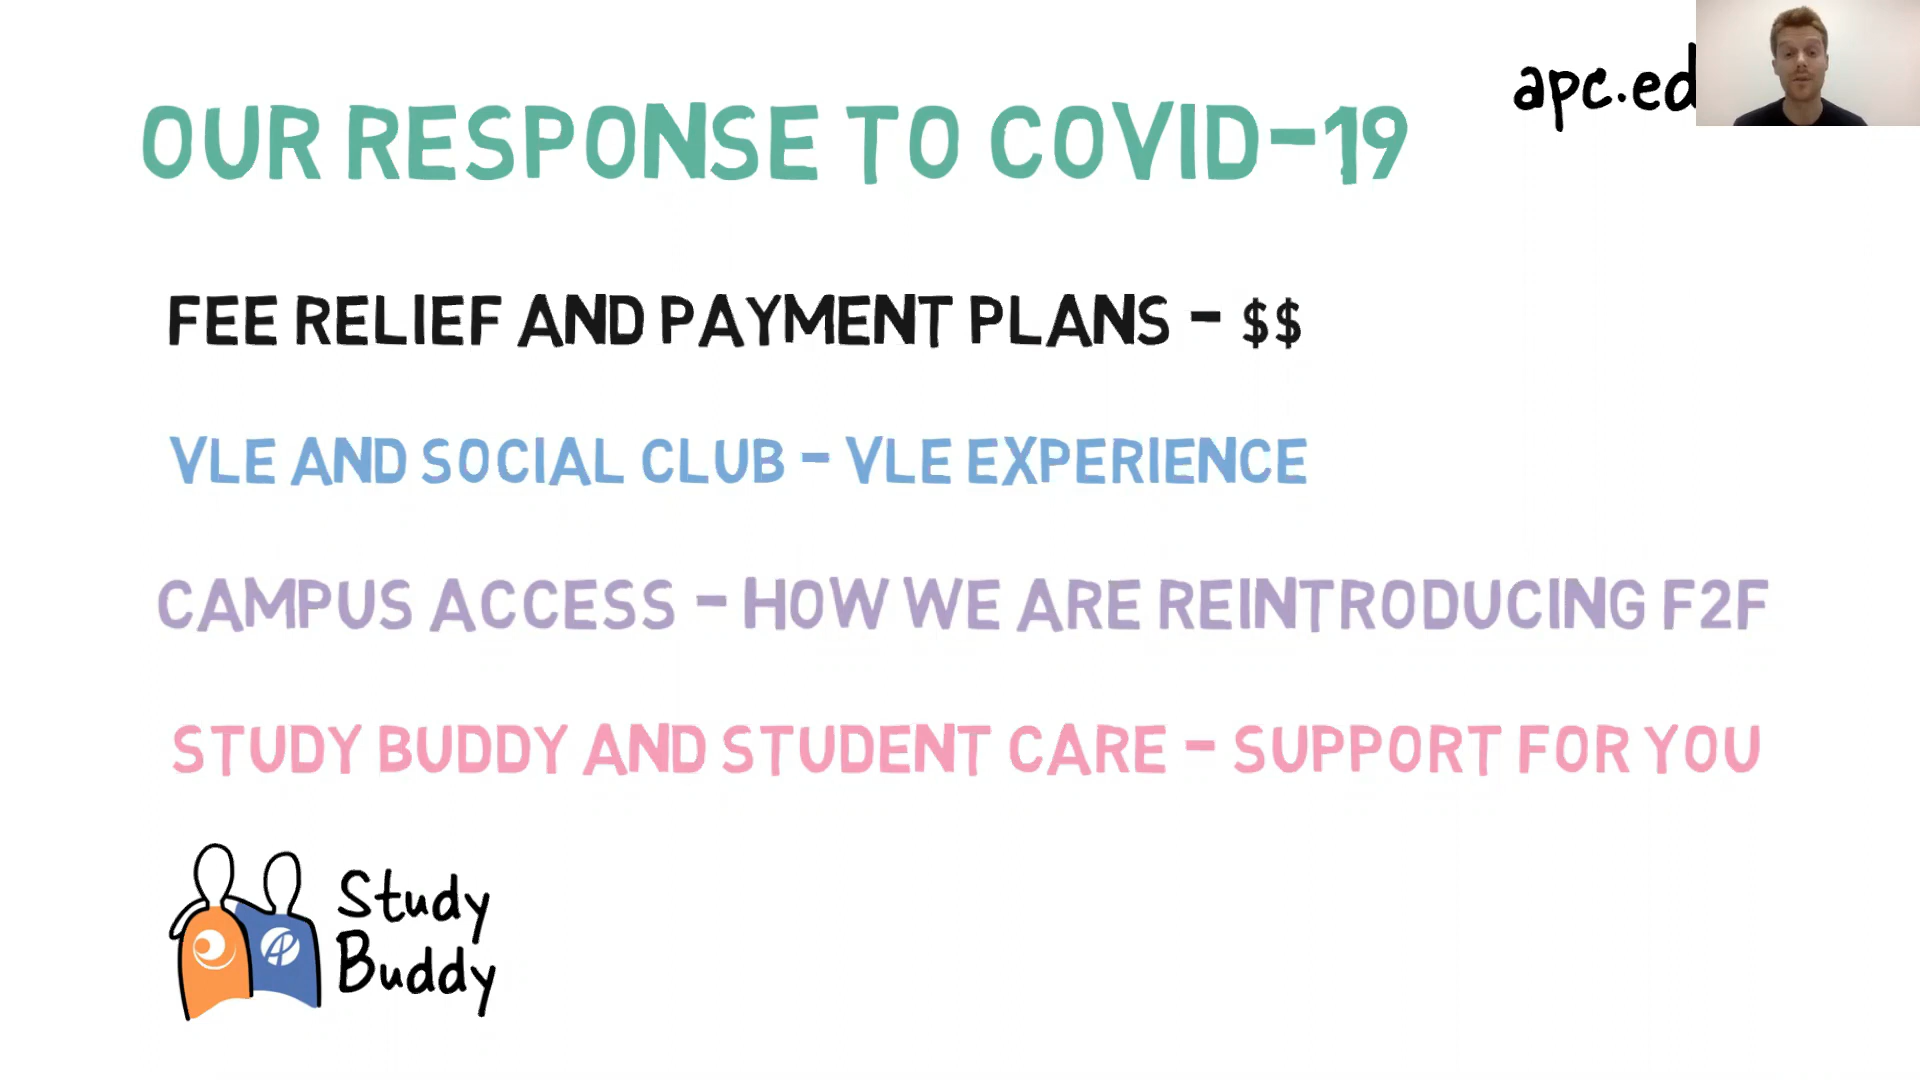 apc.ed
OUR RESPONSE TO COVID-19
FEE RELIEF AND PAYMENT PLANS - $$
VLE AND SOCIAL CLUB - VLE EXPERIENCE
CAMPUS ACCESS - HOW WE ARE REINTRODUCING F2F
STUDY BUDDY AND STUDENT CARE - SUPPORT FOR YOU
Study
Buddy